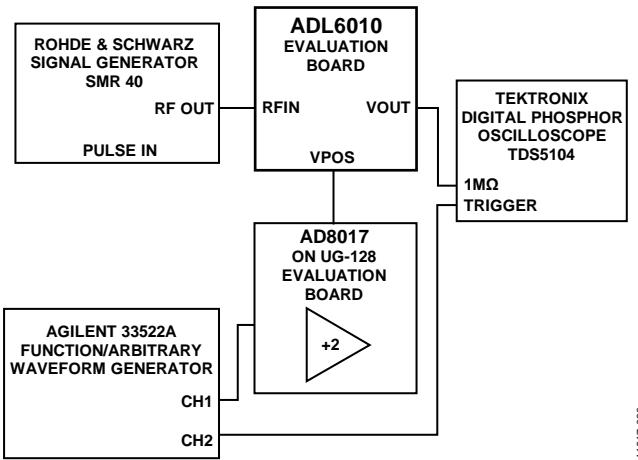 ROHDE & SCHWARZ
SIGNAL GENERATOR
SMR 40
RF OUT
PULSE IN
ADL6010
EVALUATION
BOARD
RFIN
VOUT
VPOS
TEKTRONIX
DIGITAL PHOSPHOR
OSCILLOSCOPE
TDS5104
1MΩ
TRIGGER
AD8017
ON UG-128
EVALUATION
BOARD
+2
AGILENT 33522A
FUNCTION/ARBITRARY
WAVEFORM GENERATOR
CH1
CH2